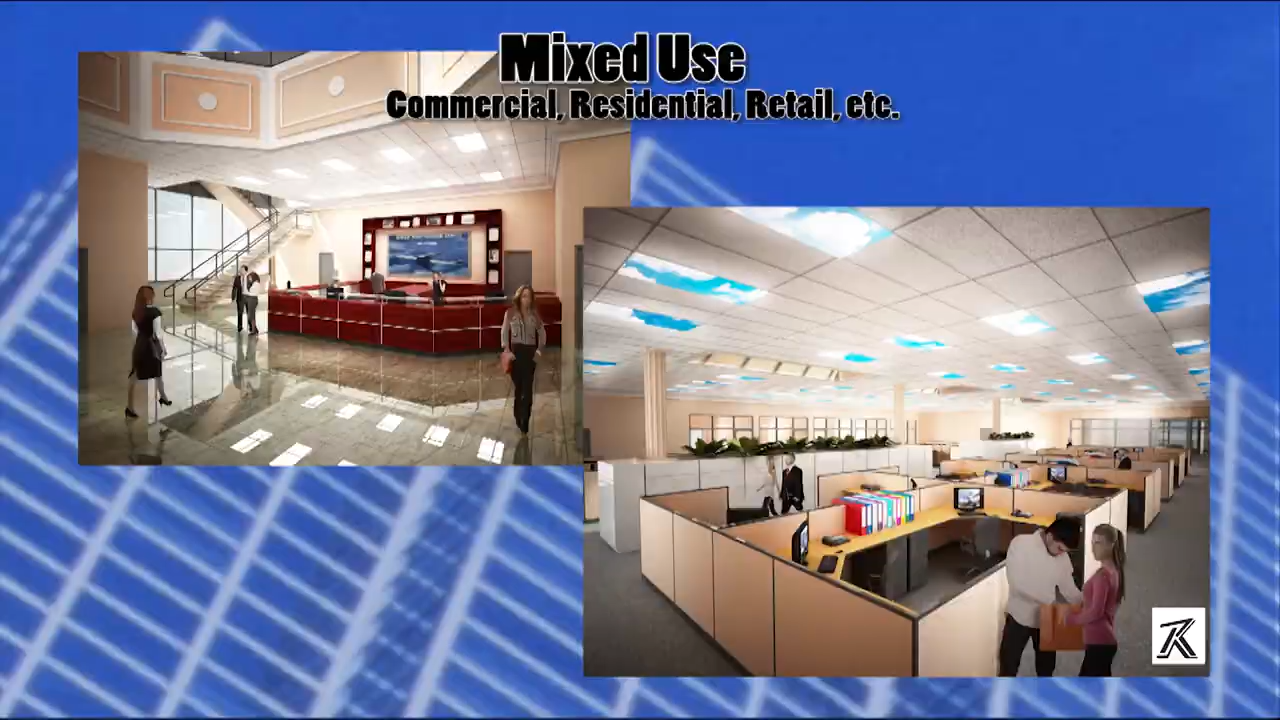 Mixed Use
Commercial, Residential, Retail, etc.